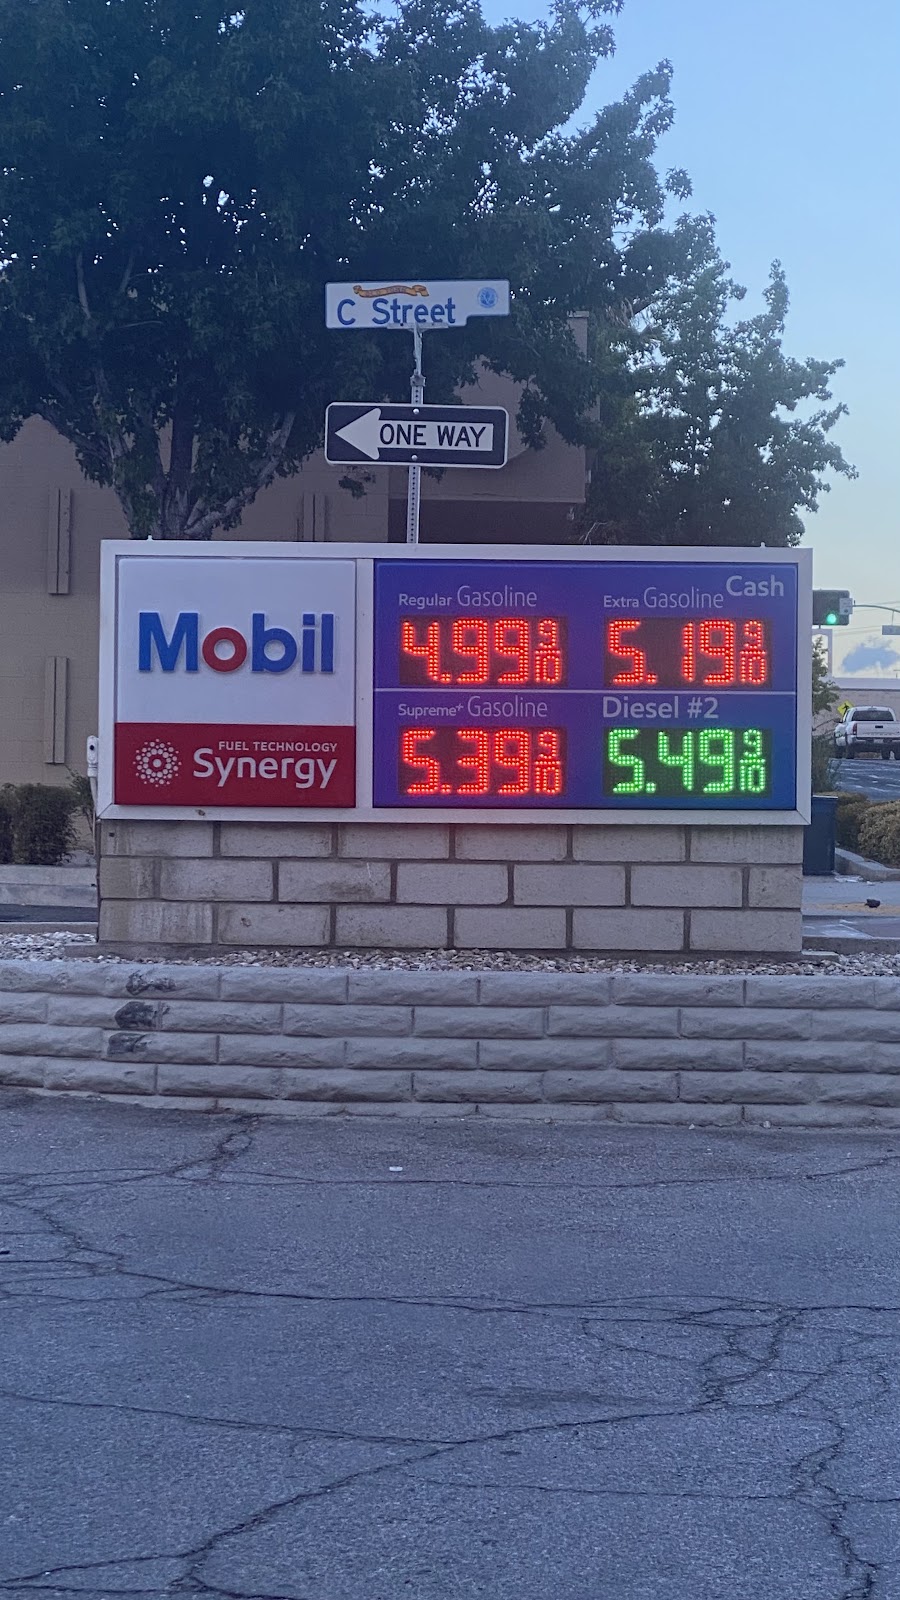 C Street
ONE WAY
Mobil
FUEL TECHNOLOGY
Synergy
Cash
Regular Gasoline
4.99 9/10
Extra Gasoline
5.19 9/10
Supreme+ Gasoline
5.39 9/10
Diesel #2
5.49 9/10